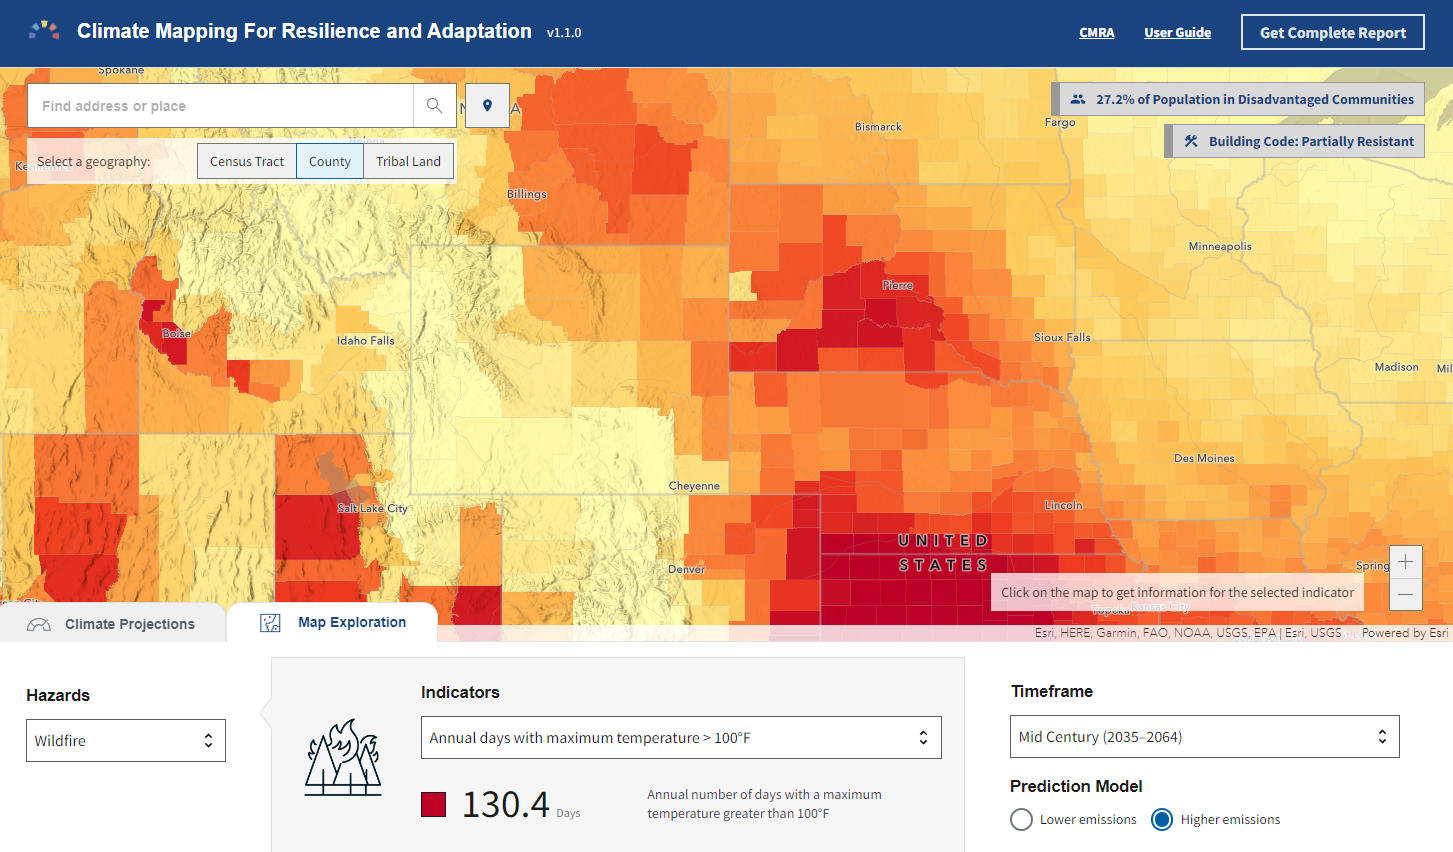 Climate Mapping For Resilience and Adaptation v1.1.0
CMRA
User Guide
Get Complete Report
Spokane
Find address or place
27.2% of Population in Disadvantaged Communities
Bismarck
Fargo
Building Code: Partially Resistant
Helena
Select a geography:
Census Tract
County
Tribal Land
Billings
Minneapolis
Pierre
Boise
Idaho Falls
Sioux Falls
Madison
Des Moines
Cheyenne
Salt Lake City
Lincoln
UNITED
STATES
Denver
Spring
Click on the map to get information for the selected indicator
Topeka
Kansas City
Climate Projections
Map Exploration
Esri, HERE, Garmin, FAO, NOAA, USGS, EPA | Esri, USGS
Powered by Esri
Hazards
Wildfire
Indicators
Annual days with maximum temperature > 100°F
130.4 Days
Annual number of days with a maximum
temperature greater than 100°F
Timeframe
Mid Century (2035–2064)
Prediction Model
Lower emissions
Higher emissions